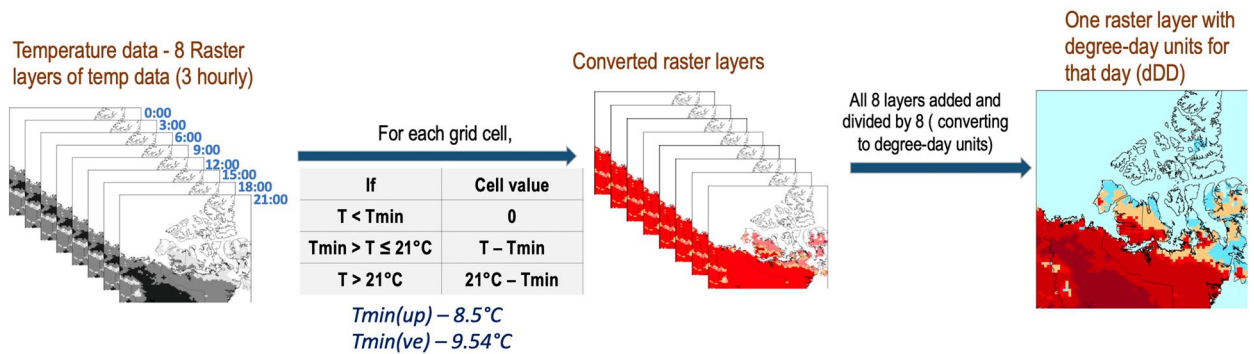 Temperature data - 8 Raster
layers of temp data (3 hourly)
0:00
3:00
6:00
9:00
12:00
15:00
18:00
21:00
For each grid cell,
If Cell value
T < Tmin 0
Tmin > T ≤ 21°C T – Tmin
T > 21°C 21°C – Tmin
Tmin(up) – 8.5°C
Tmin(ve) – 9.54°C
Converted raster layers
All 8 layers added and
divided by 8 ( converting
to degree-day units)
One raster layer with
degree-day units for
that day (dDD)